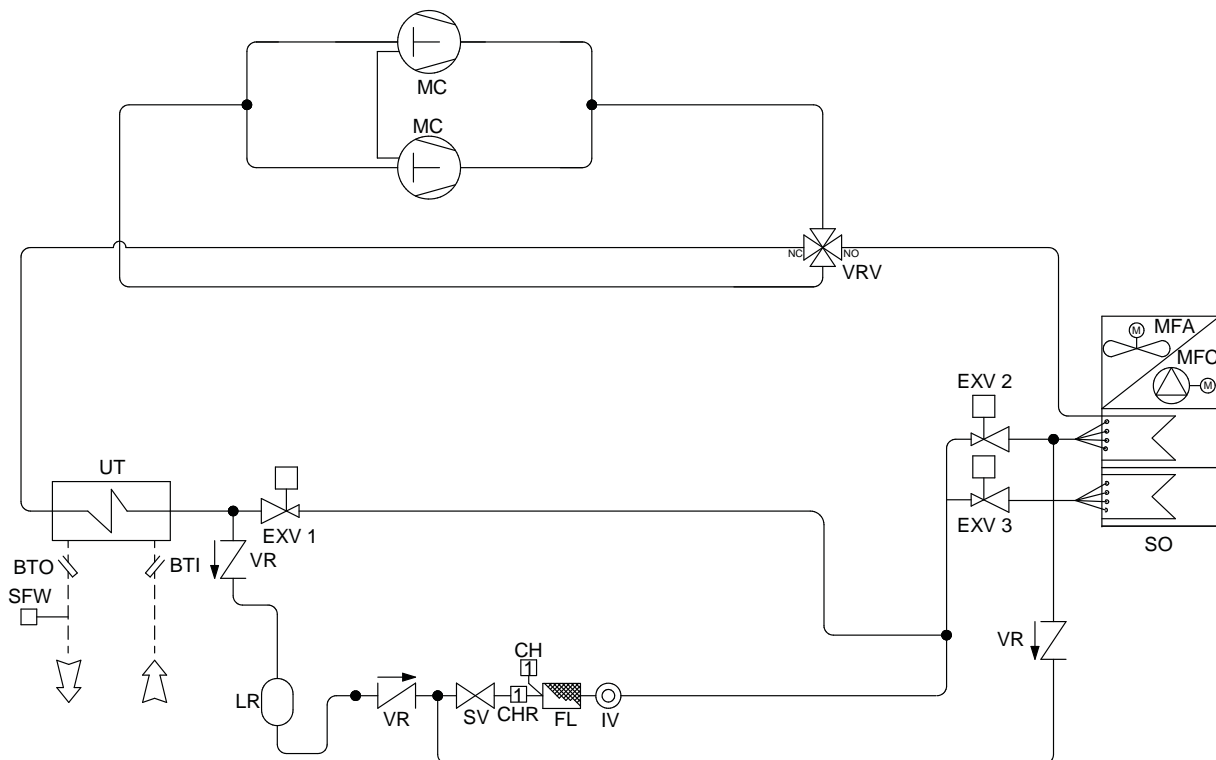 MC
MC
NC
NO
VRV
M
MFA
MFC
M
EXV 2
EXV 3
SO
UT
EXV 1
BTO
BTI
VR
SFW
VR
CH
1
1
LR
VR
SV
CHR
FL
IV